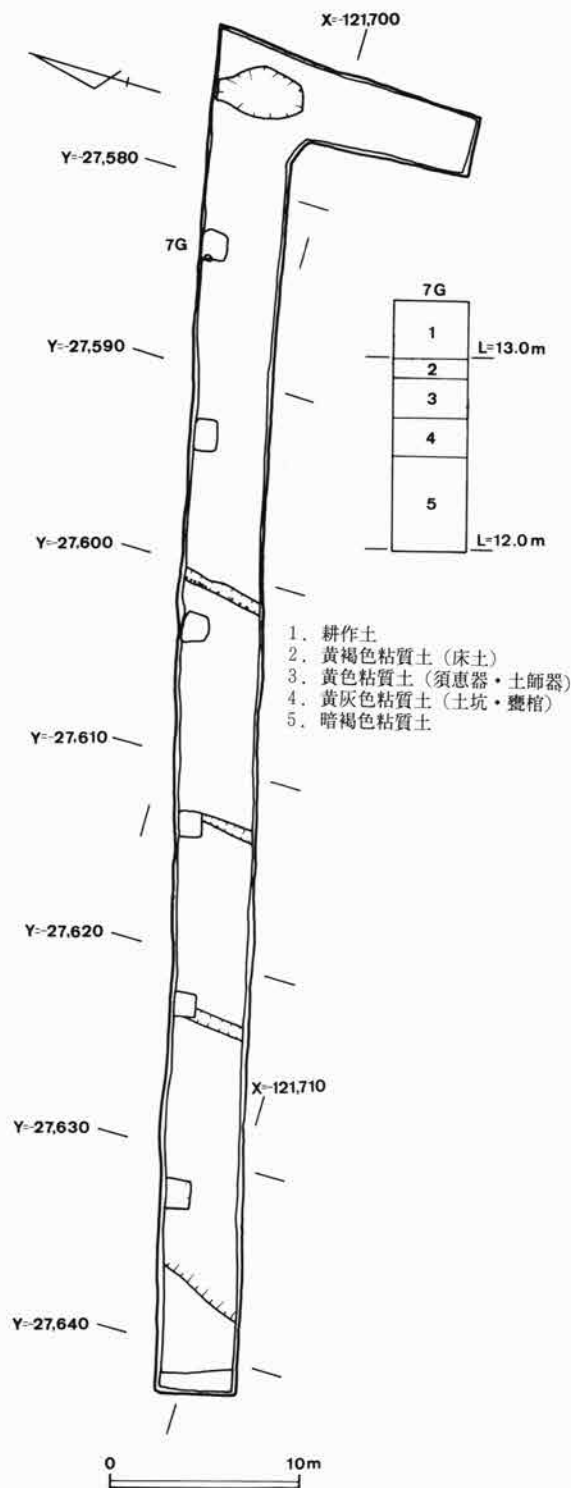 X=-121,700
Y=-27,580
7G
7G
1
L=13.0m
2
3
4
5
L=12.0m
Y=-27,590
Y=-27,600
1. 耕作土
2. 黄褐色粘質土（床土）
3. 黄色粘質土（須恵器・土師器）
4. 黄灰色粘質土（土坑・甕棺）
5. 暗褐色粘質土
Y=-27,610
Y=-27,620
X=-121,710
Y=-27,630
Y=-27,640
0 10m